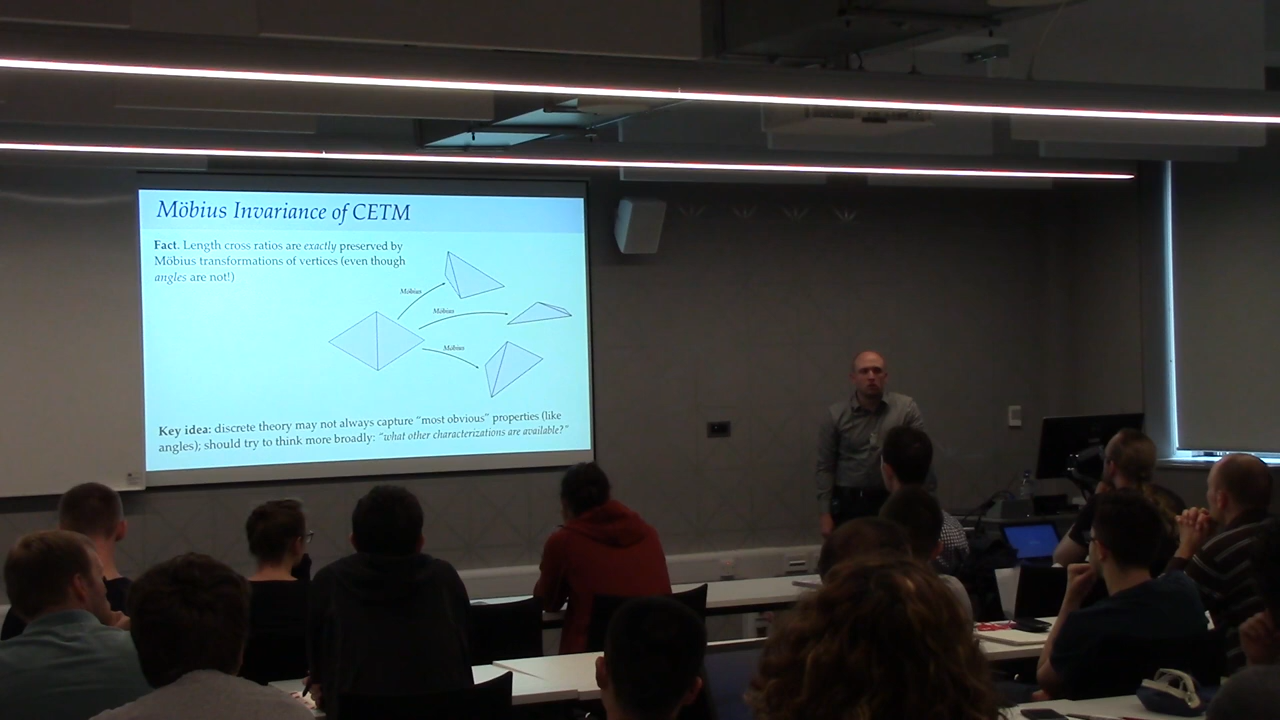 Möbius Invariance of CETM
Fact. Length cross ratios are exactly preserved by
Möbius transformations of vertices (even though
angles are not!)
Möbius
Möbius
Möbius
Key idea: discrete theory may not always capture “most obvious” properties (like
angles); should try to think more broadly: “what other characterizations are available?”